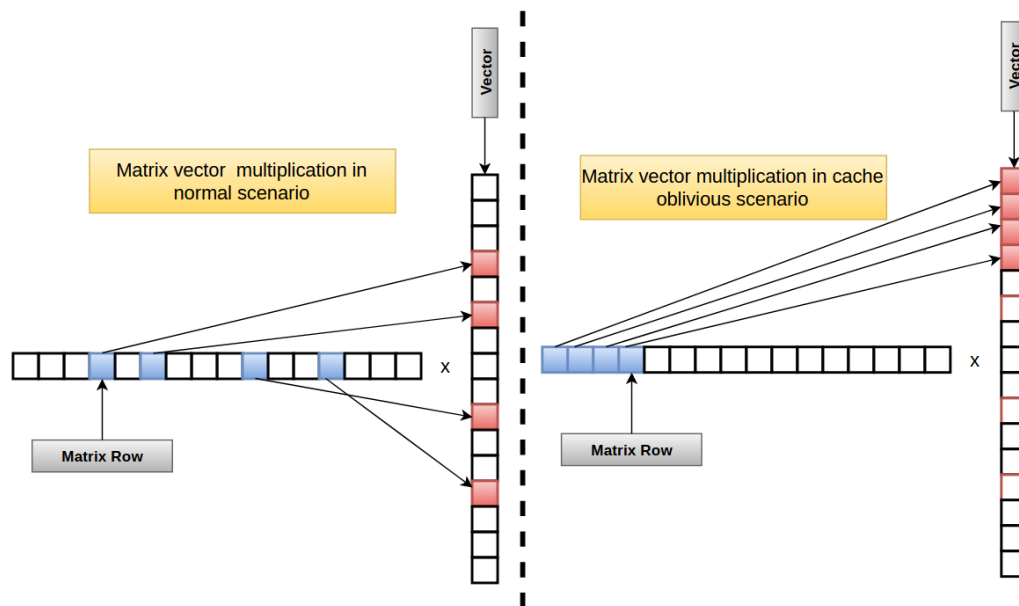 Vector
Matrix vector multiplication in
normal scenario
x
Matrix Row
Vector
Matrix vector multiplication in cache
oblivious scenario
x
Matrix Row